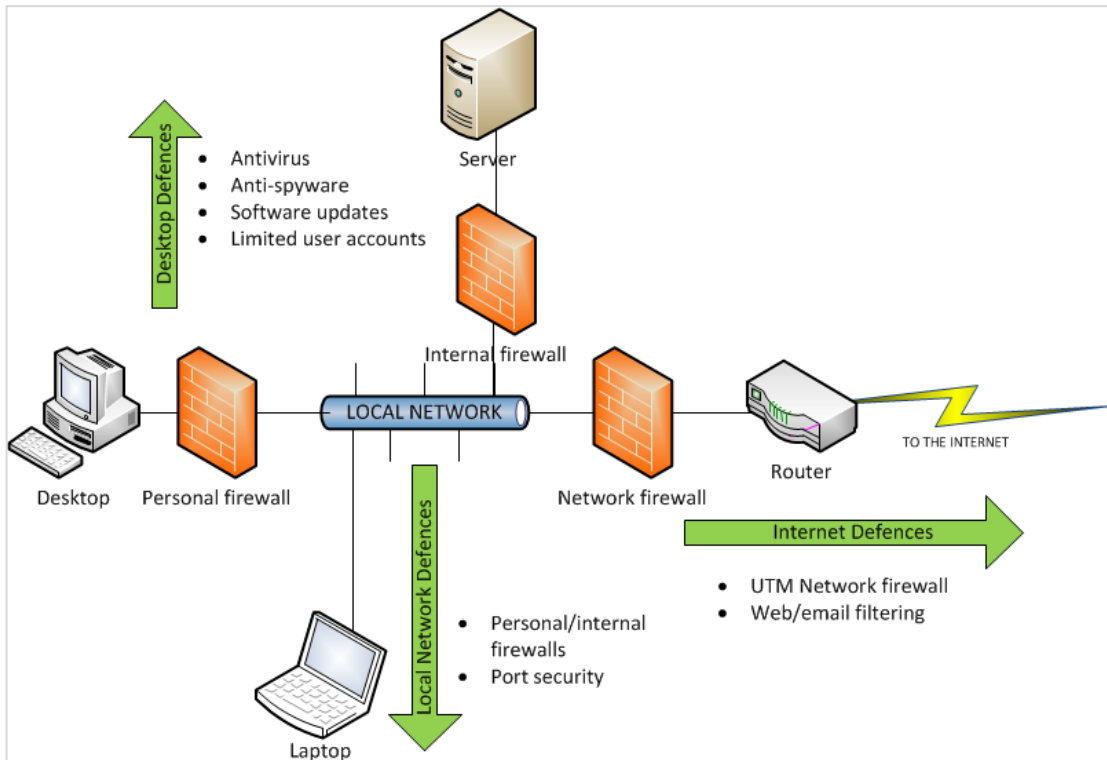 Server
Desktop Defences
• Antivirus
• Anti-spyware
• Software updates
• Limited user accounts
Internal firewall
LOCAL NETWORK
TO THE INTERNET
Desktop
Personal firewall
Network firewall
Router
Internet Defences
• UTM Network firewall
• Web/email filtering
Local Network Defences
• Personal/internal
firewalls
• Port security
Laptop